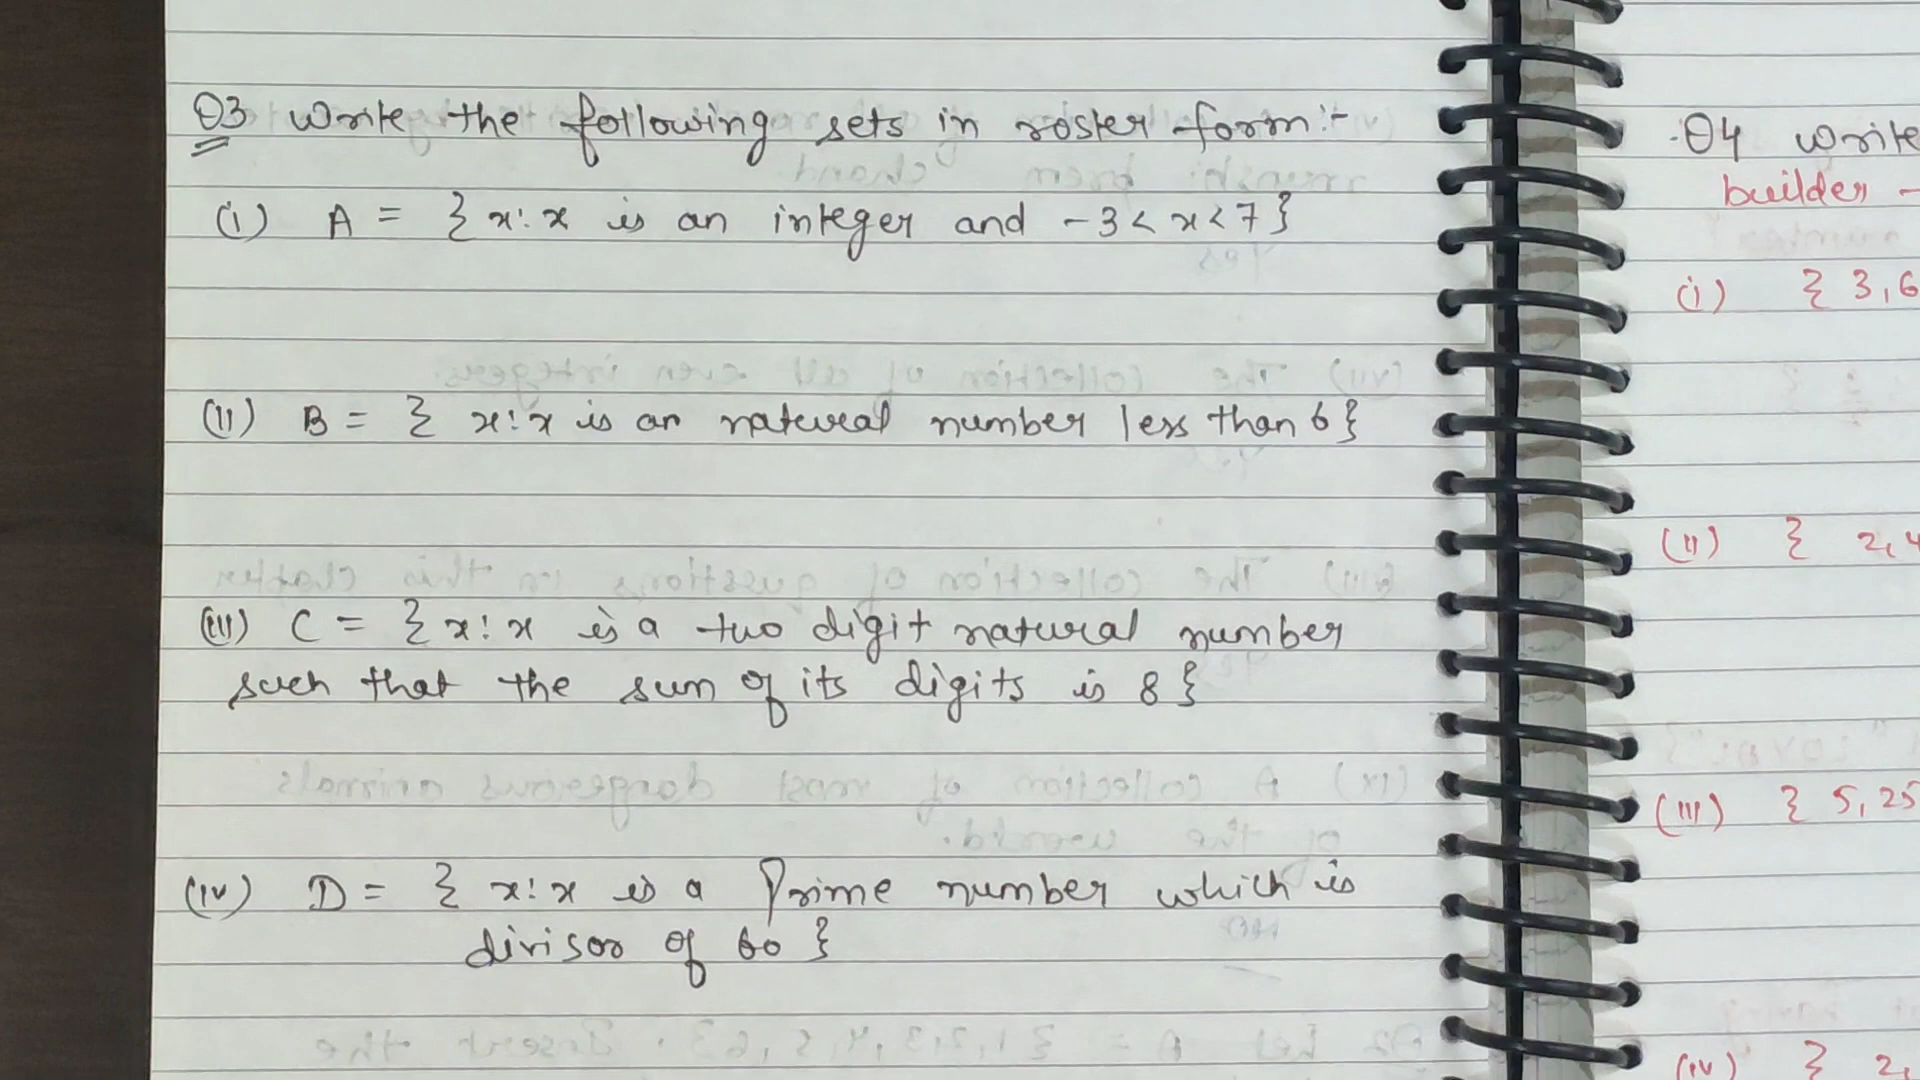 Q3 Write the following sets in roster form:-
(i) A = { x : x is an integer and -3 < x < 7 }
(ii) B = { x : x is an natural number less than 6 }
(iii) C = { x : x is a two digit natural number
such that the sum of its digits is 8 }
(iv) D = { x : x is a Prime number which is
divisor of 60 }
Q4 write
builder -
(i) { 3, 6
(ii) { 2, 4
(iii) { 5, 25
(iv) { 2,